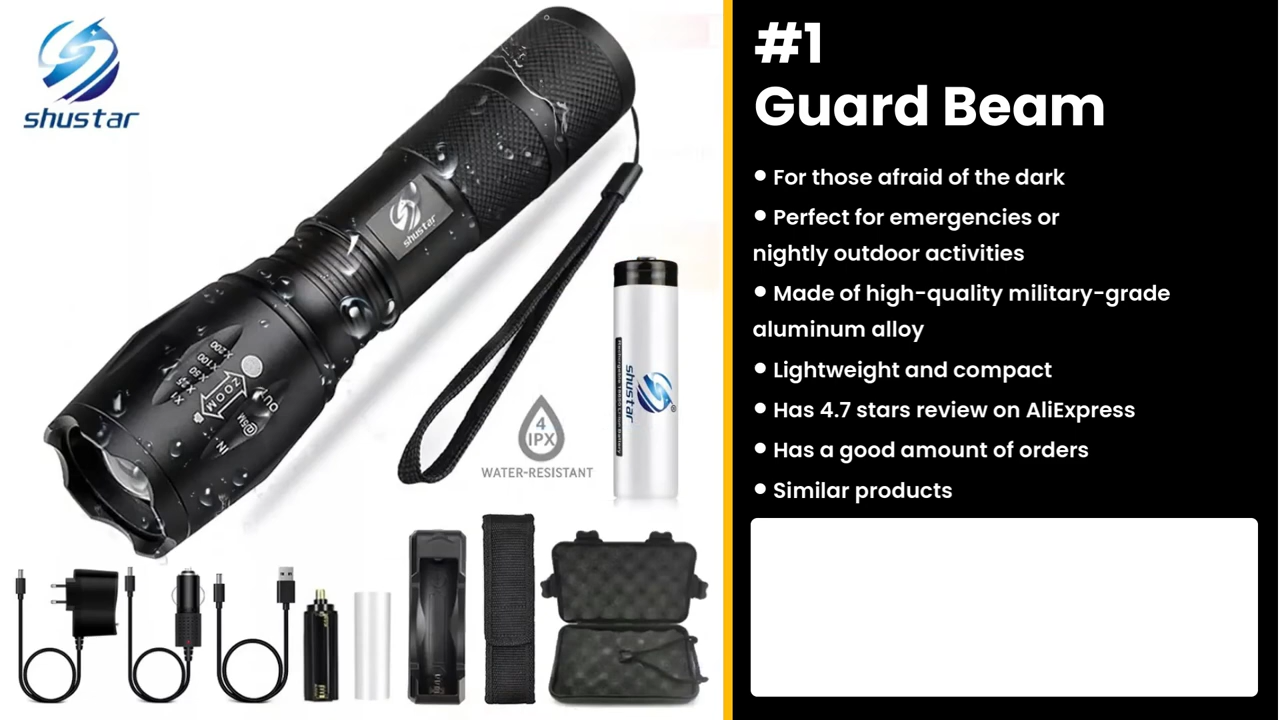 shustar
shustar
X200
X100
X50
X25
X1
ZOOM
OUT
IN
4
IPX
WATER-RESISTANT
shustar
®
#1
Guard Beam
• For those afraid of the dark
• Perfect for emergencies or
nightly outdoor activities
• Made of high-quality military-grade
aluminum alloy
• Lightweight and compact
• Has 4.7 stars review on AliExpress
• Has a good amount of orders
• Similar products